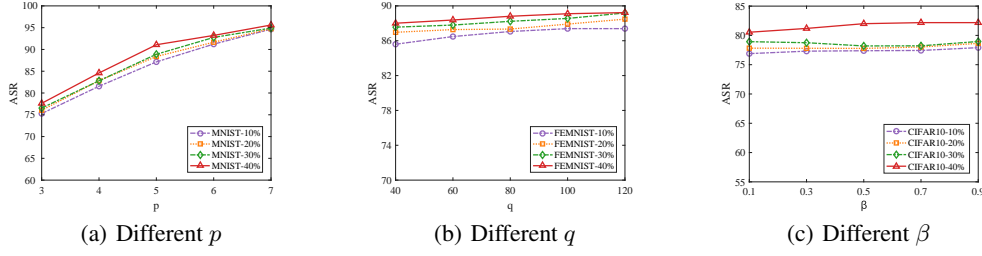 100
95
90
85
80
75
70
65
60
ASR
3
4
5
6
7
p
MNIST-10%
MNIST-20%
MNIST-30%
MNIST-40%
(a) Different p
90
86
82
78
74
70
ASR
40
60
80
100
120
q
FEMNIST-10%
FEMNIST-20%
FEMNIST-30%
FEMNIST-40%
(b) Different q
85
80
75
70
65
60
55
ASR
0.1
0.3
0.5
0.7
0.9
β
CIFAR10-10%
CIFAR10-20%
CIFAR10-30%
CIFAR10-40%
(c) Different β